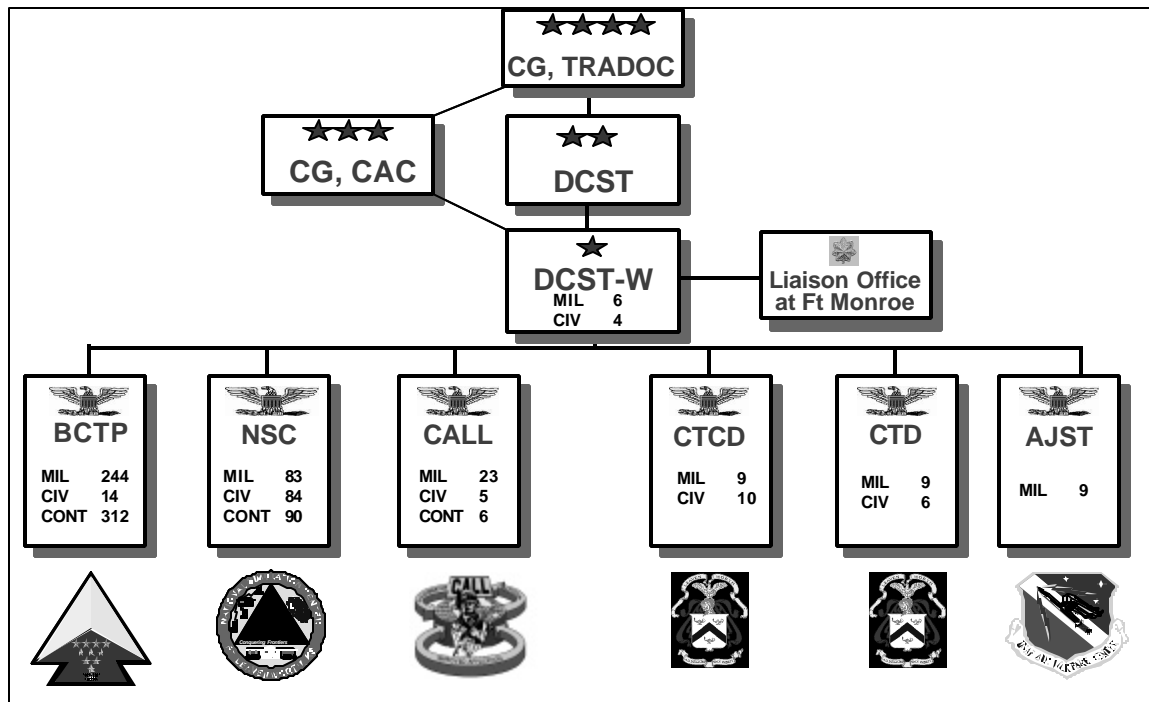 CG, TRADOC
CG, CAC
DCST
DCST-W
MIL 6
CIV 4
Liaison Office
at Ft Monroe
BCTP
MIL 244
CIV 14
CONT 312
NSC
MIL 83
CIV 84
CONT 90
CALL
MIL 23
CIV 5
CONT 6
CTCD
MIL 9
CIV 10
CTD
MIL 9
CIV 6
AJST
MIL 9
Conquering Frontiers
CALL